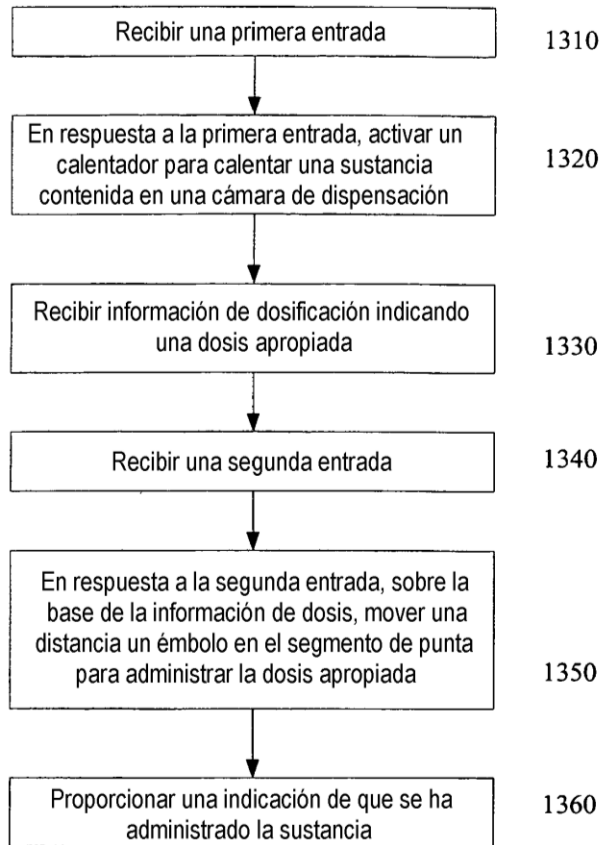 Recibir una primera entrada
1310
En respuesta a la primera entrada, activar un
calentador para calentar una sustancia
contenida en una cámara de dispensación
1320
Recibir información de dosificación indicando
una dosis apropiada
1330
Recibir una segunda entrada
1340
En respuesta a la segunda entrada, sobre la
base de la información de dosis, mover una
distancia un émbolo en el segmento de punta
para administrar la dosis apropiada
1350
Proporcionar una indicación de que se ha
administrado la sustancia
1360